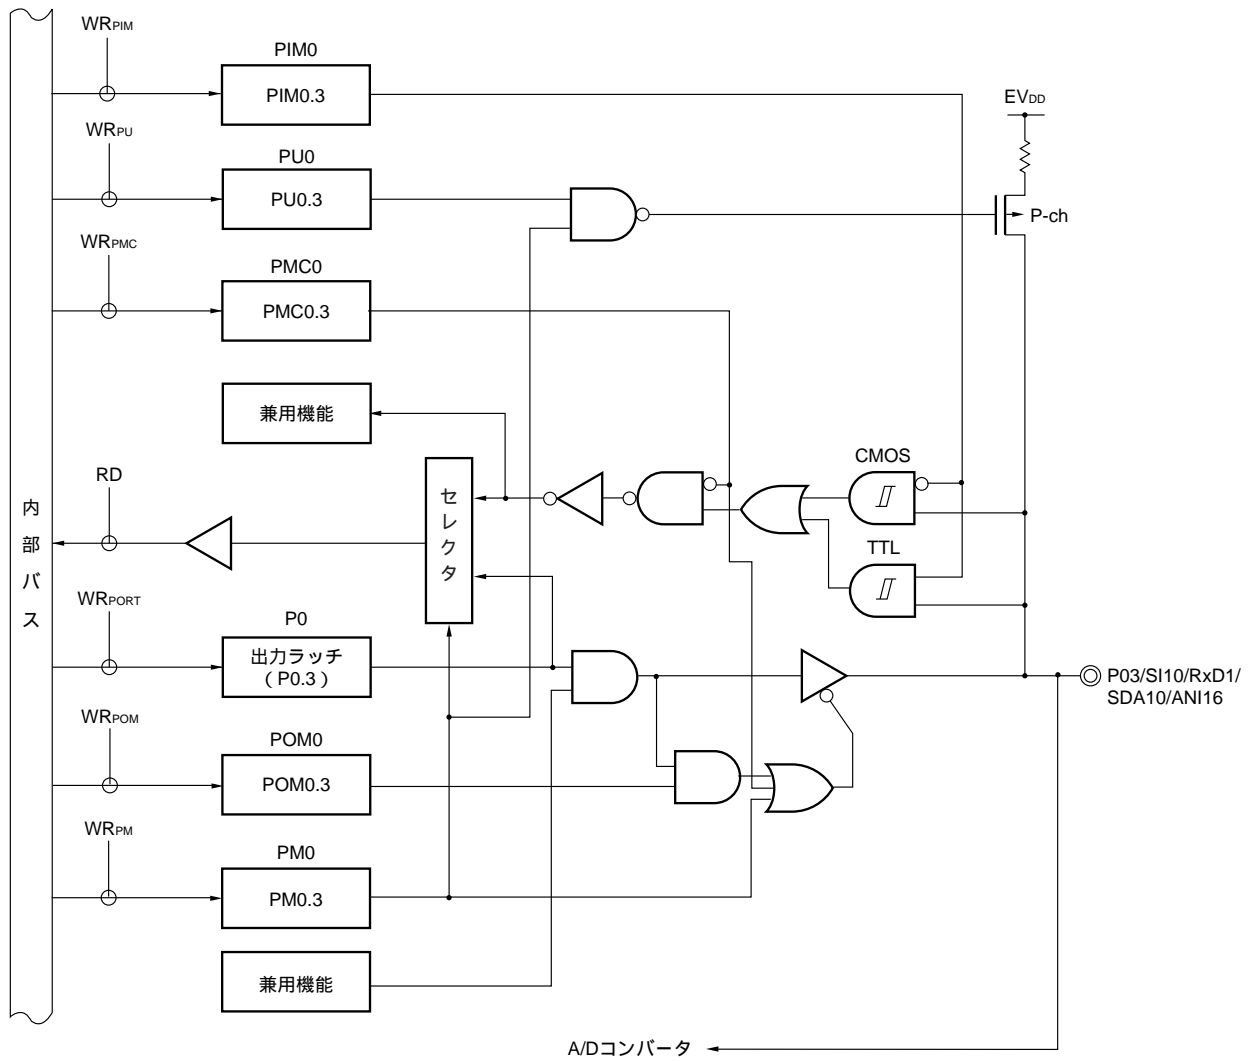 WRPIM
PIM0
PIM0.3
EVDD
WRPU
PU0
PU0.3
P-ch
WRPMC
PMC0
PMC0.3
兼用機能
CMOS
RD
セレクタ
内部バス
TTL
WRPORT
P0
出力ラッチ
(P0.3)
P03/SI10/RxD1/
SDA10/ANI16
WRPOM
POM0
POM0.3
WRPM
PM0
PM0.3
兼用機能
A/Dコンバータ